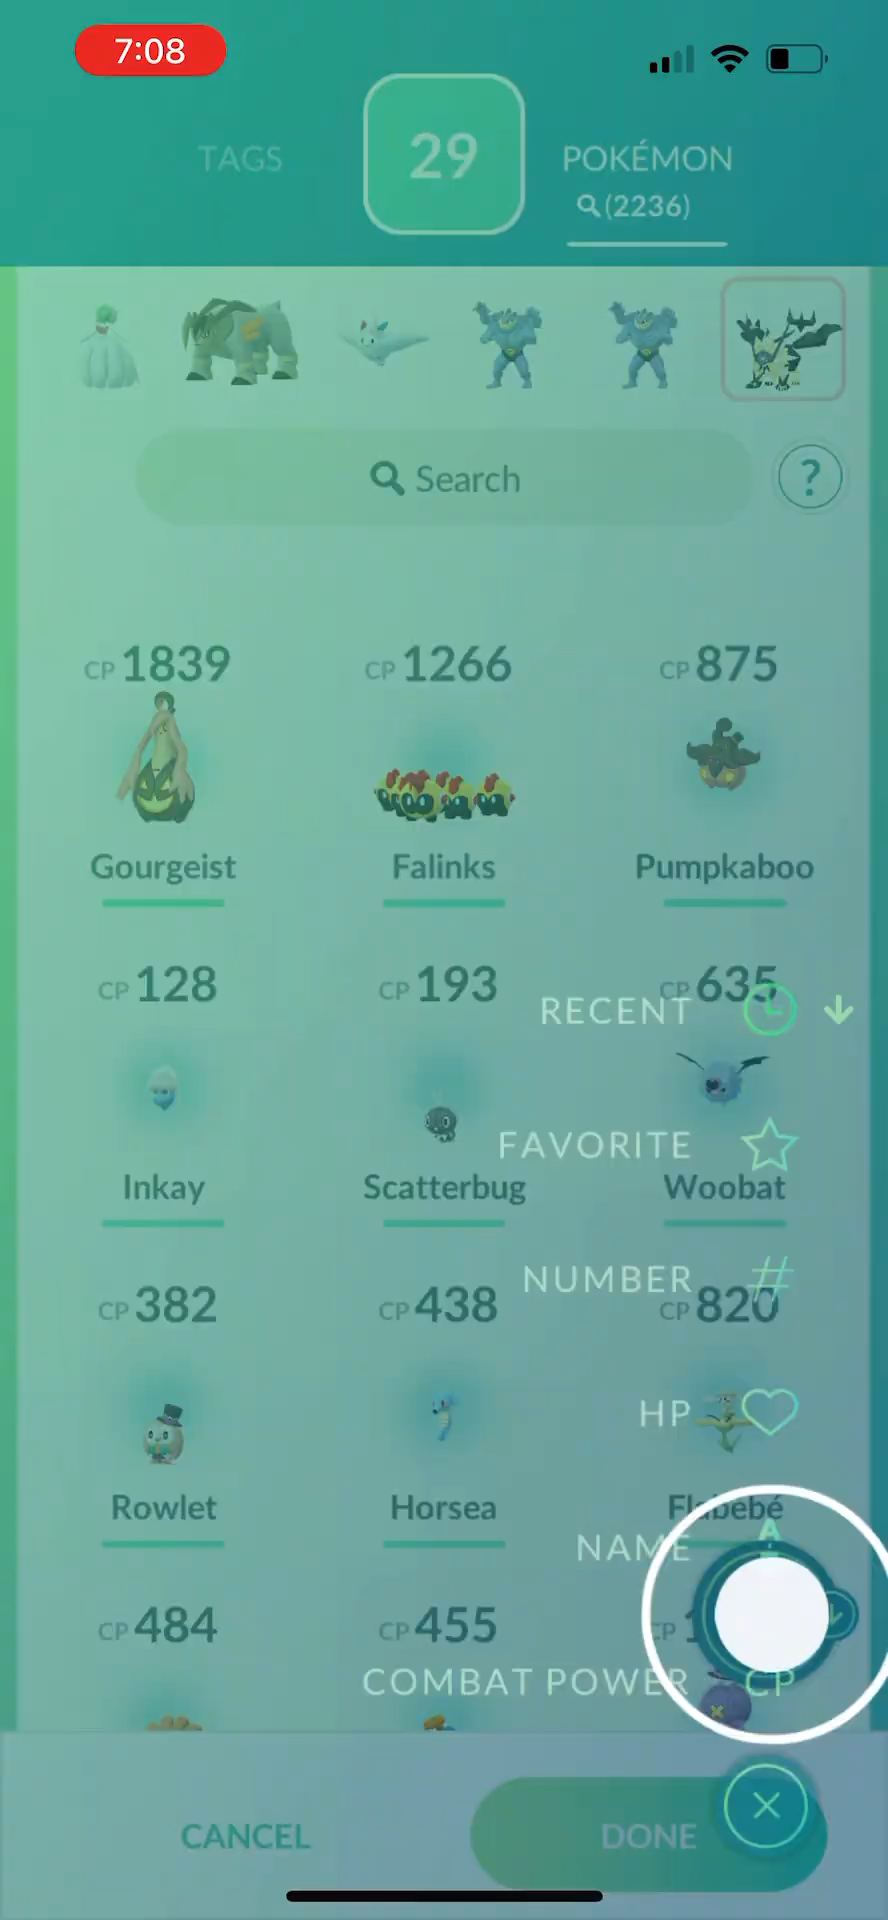 7:08
TAGS
29
POKÉMON
(2236)
Search
?
CP 1839
CP 1266
CP 875
Gourgeist
Falinks
Pumpkaboo
CP 128
CP 193
CP 635
RECENT
FAVORITE
Inkay
Scatterbug
Woobat
NUMBER
#
CP 382
CP 438
CP 820
HP
Rowlet
Horsea
Flabebé
NAME
A
CP 484
CP 455
CP
COMBAT POWER
CP
CANCEL
DONE